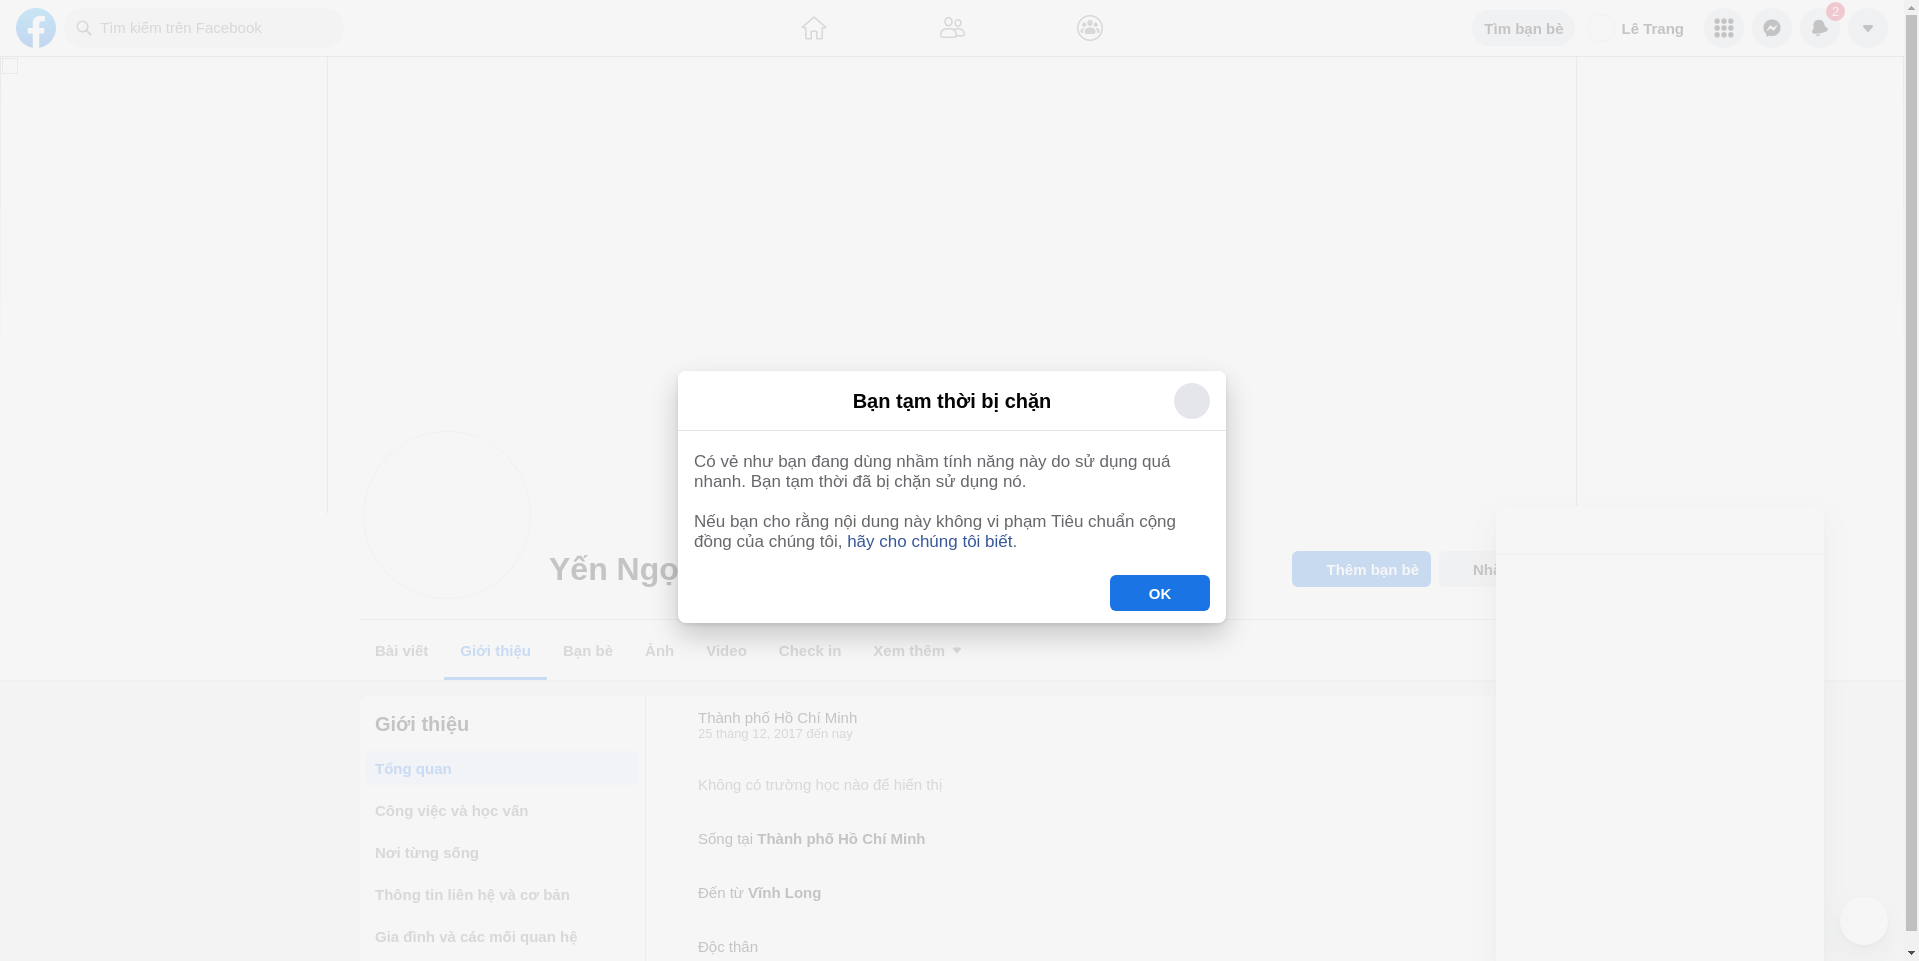 Tìm kiếm trên Facebook
Tìm bạn bè
Lê Trang
2
Bạn tạm thời bị chặn
Có vẻ như bạn đang dùng nhầm tính năng này do sử dụng quá
nhanh. Bạn tạm thời đã bị chặn sử dụng nó.
Nếu bạn cho rằng nội dung này không vi phạm Tiêu chuẩn cộng
đồng của chúng tôi, hãy cho chúng tôi biết.
OK
Yến Ngọ
Thêm bạn bè
Bài viết
Giới thiệu
Bạn bè
Ảnh
Video
Check in
Xem thêm
Giới thiệu
Tổng quan
Công việc và học vấn
Nơi từng sống
Thông tin liên hệ và cơ bản
Gia đình và các mối quan hệ
Thành phố Hồ Chí Minh
25 tháng 12, 2017 đến nay
Không có trường học nào để hiển thị
Sống tại Thành phố Hồ Chí Minh
Đến từ Vĩnh Long
Độc thân